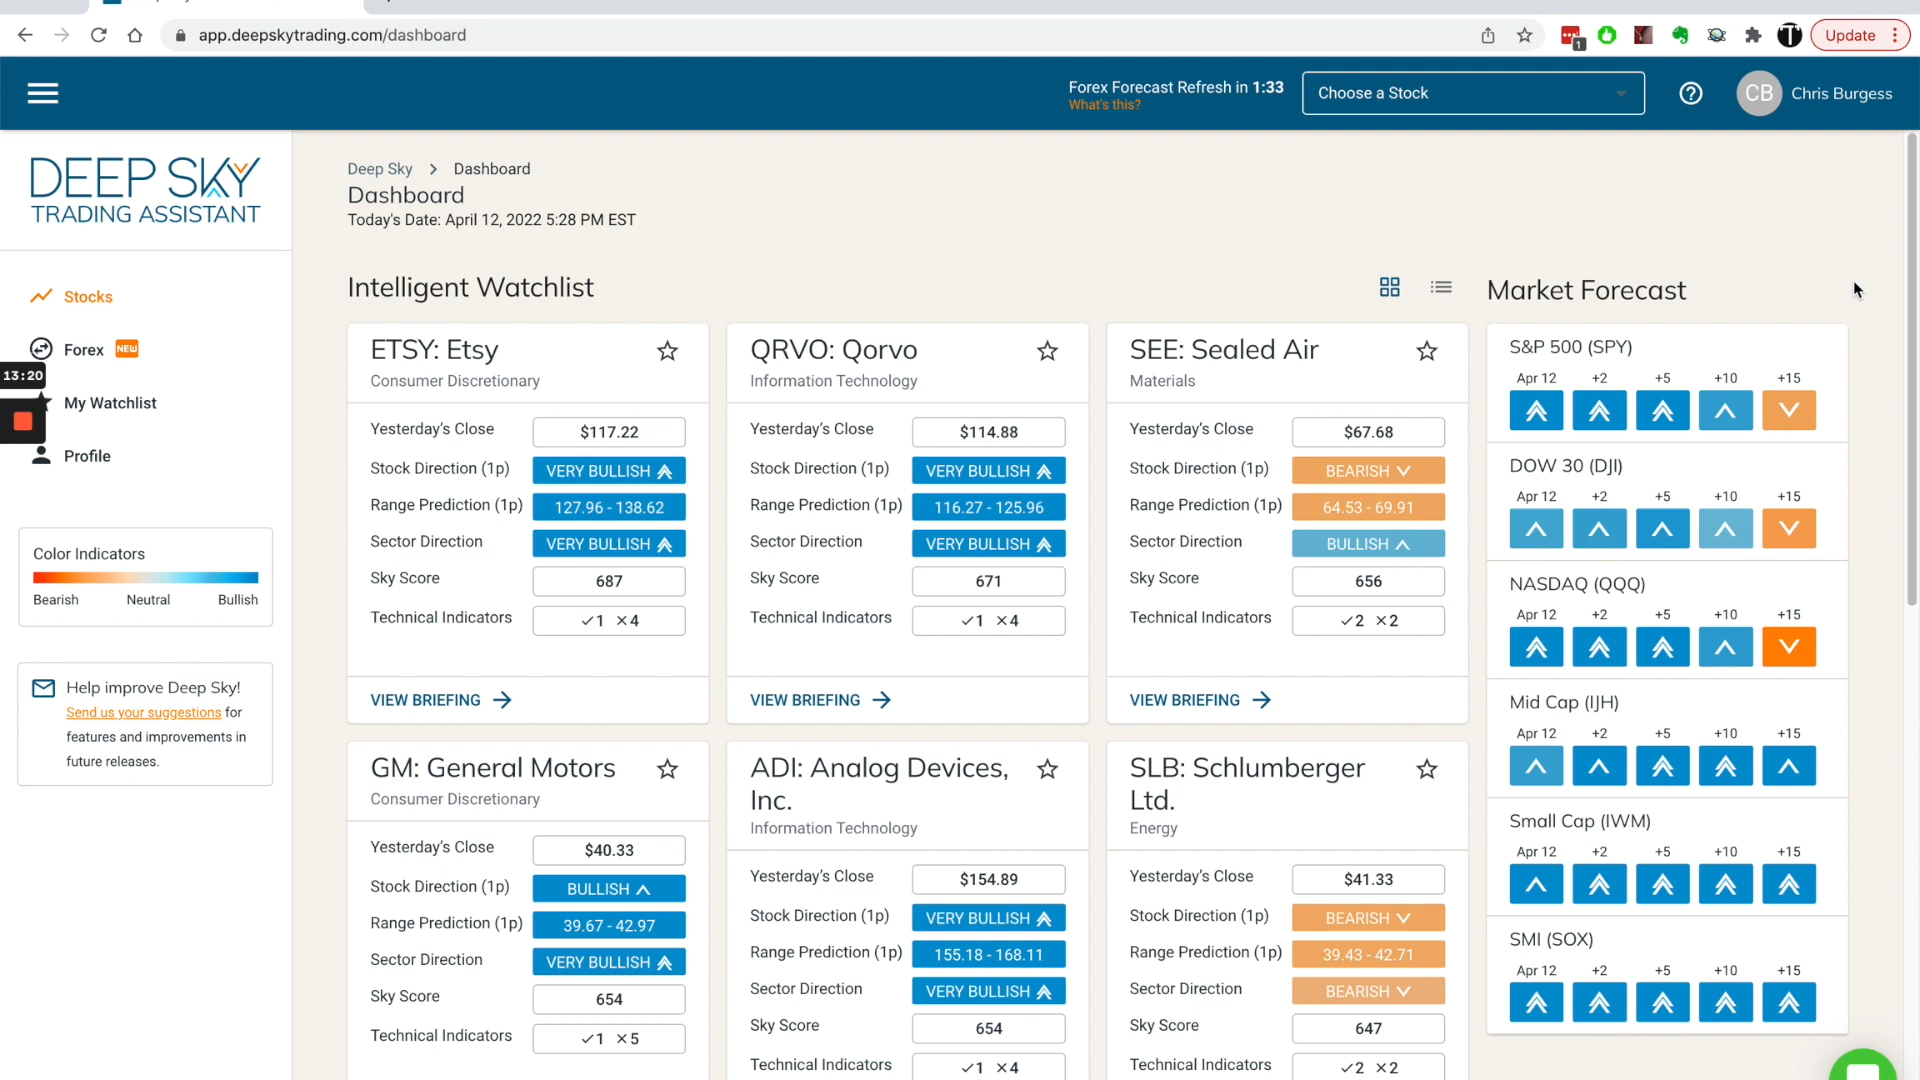 app.deepskytrading.com/dashboard
1
Update
Forex Forecast Refresh in 1:33
What's this?
Choose a Stock
CB
Chris Burgess
DEEP SKY
TRADING ASSISTANT
Stocks
Forex NEW
13:20
My Watchlist
Profile
Color Indicators
Bearish Neutral Bullish
Help improve Deep Sky!
Send us your suggestions for
features and improvements in
future releases.
Deep Sky > Dashboard
Dashboard
Today's Date: April 12, 2022 5:28 PM EST
Intelligent Watchlist
ETSY: Etsy
Consumer Discretionary
Yesterday's Close $117.22
Stock Direction (1p) VERY BULLISH
Range Prediction (1p) 127.96 - 138.62
Sector Direction VERY BULLISH
Sky Score 687
Technical Indicators ✓1 ×4
VIEW BRIEFING
QRVO: Qorvo
Information Technology
Yesterday's Close $114.88
Stock Direction (1p) VERY BULLISH
Range Prediction (1p) 116.27 - 125.96
Sector Direction VERY BULLISH
Sky Score 671
Technical Indicators ✓1 ×4
VIEW BRIEFING
SEE: Sealed Air
Materials
Yesterday's Close $67.68
Stock Direction (1p) BEARISH
Range Prediction (1p) 64.53 - 69.91
Sector Direction BULLISH
Sky Score 656
Technical Indicators ✓2 ×2
VIEW BRIEFING
GM: General Motors
Consumer Discretionary
Yesterday's Close $40.33
Stock Direction (1p) BULLISH
Range Prediction (1p) 39.67 - 42.97
Sector Direction VERY BULLISH
Sky Score 654
Technical Indicators ✓1 ×5
ADI: Analog Devices,
Inc.
Information Technology
Yesterday's Close $154.89
Stock Direction (1p) VERY BULLISH
Range Prediction (1p) 155.18 - 168.11
Sector Direction VERY BULLISH
Sky Score 654
Technical Indicators ✓1 ×4
SLB: Schlumberger
Ltd.
Energy
Yesterday's Close $41.33
Stock Direction (1p) BEARISH
Range Prediction (1p) 39.43 - 42.71
Sector Direction BEARISH
Sky Score 647
Technical Indicators ✓2 ×2
Market Forecast
S&P 500 (SPY)
Apr 12 +2 +5 +10 +15
DOW 30 (DJI)
Apr 12 +2 +5 +10 +15
NASDAQ (QQQ)
Apr 12 +2 +5 +10 +15
Mid Cap (IJH)
Apr 12 +2 +5 +10 +15
Small Cap (IWM)
Apr 12 +2 +5 +10 +15
SMI (SOX)
Apr 12 +2 +5 +10 +15